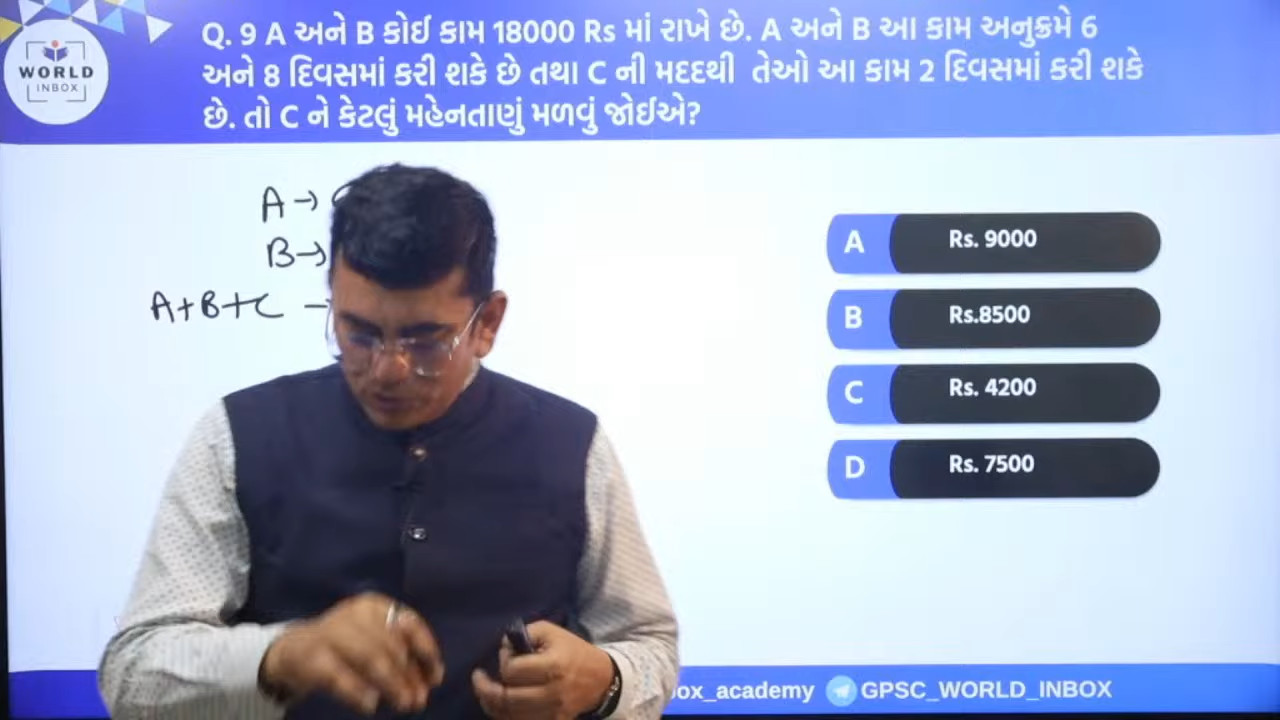 Q. 9 A અને B કોઈ કામ 18000 Rs માં રાખે છે. A અને B આ કામ અનુક્રમે 6
અને 8 દિવસમાં કરી શકે છે તથા C ની મદદથી તેઓ આ કામ 2 દિવસમાં કરી શકે
છે. તો C ને કેટલું મહેનતાણું મળવું જોઈએ?
WORLD
INBOX
A →
B →
A+B+C
A Rs. 9000
B Rs.8500
C Rs. 4200
D Rs. 7500
_academy GPSC_WORLD_INBOX